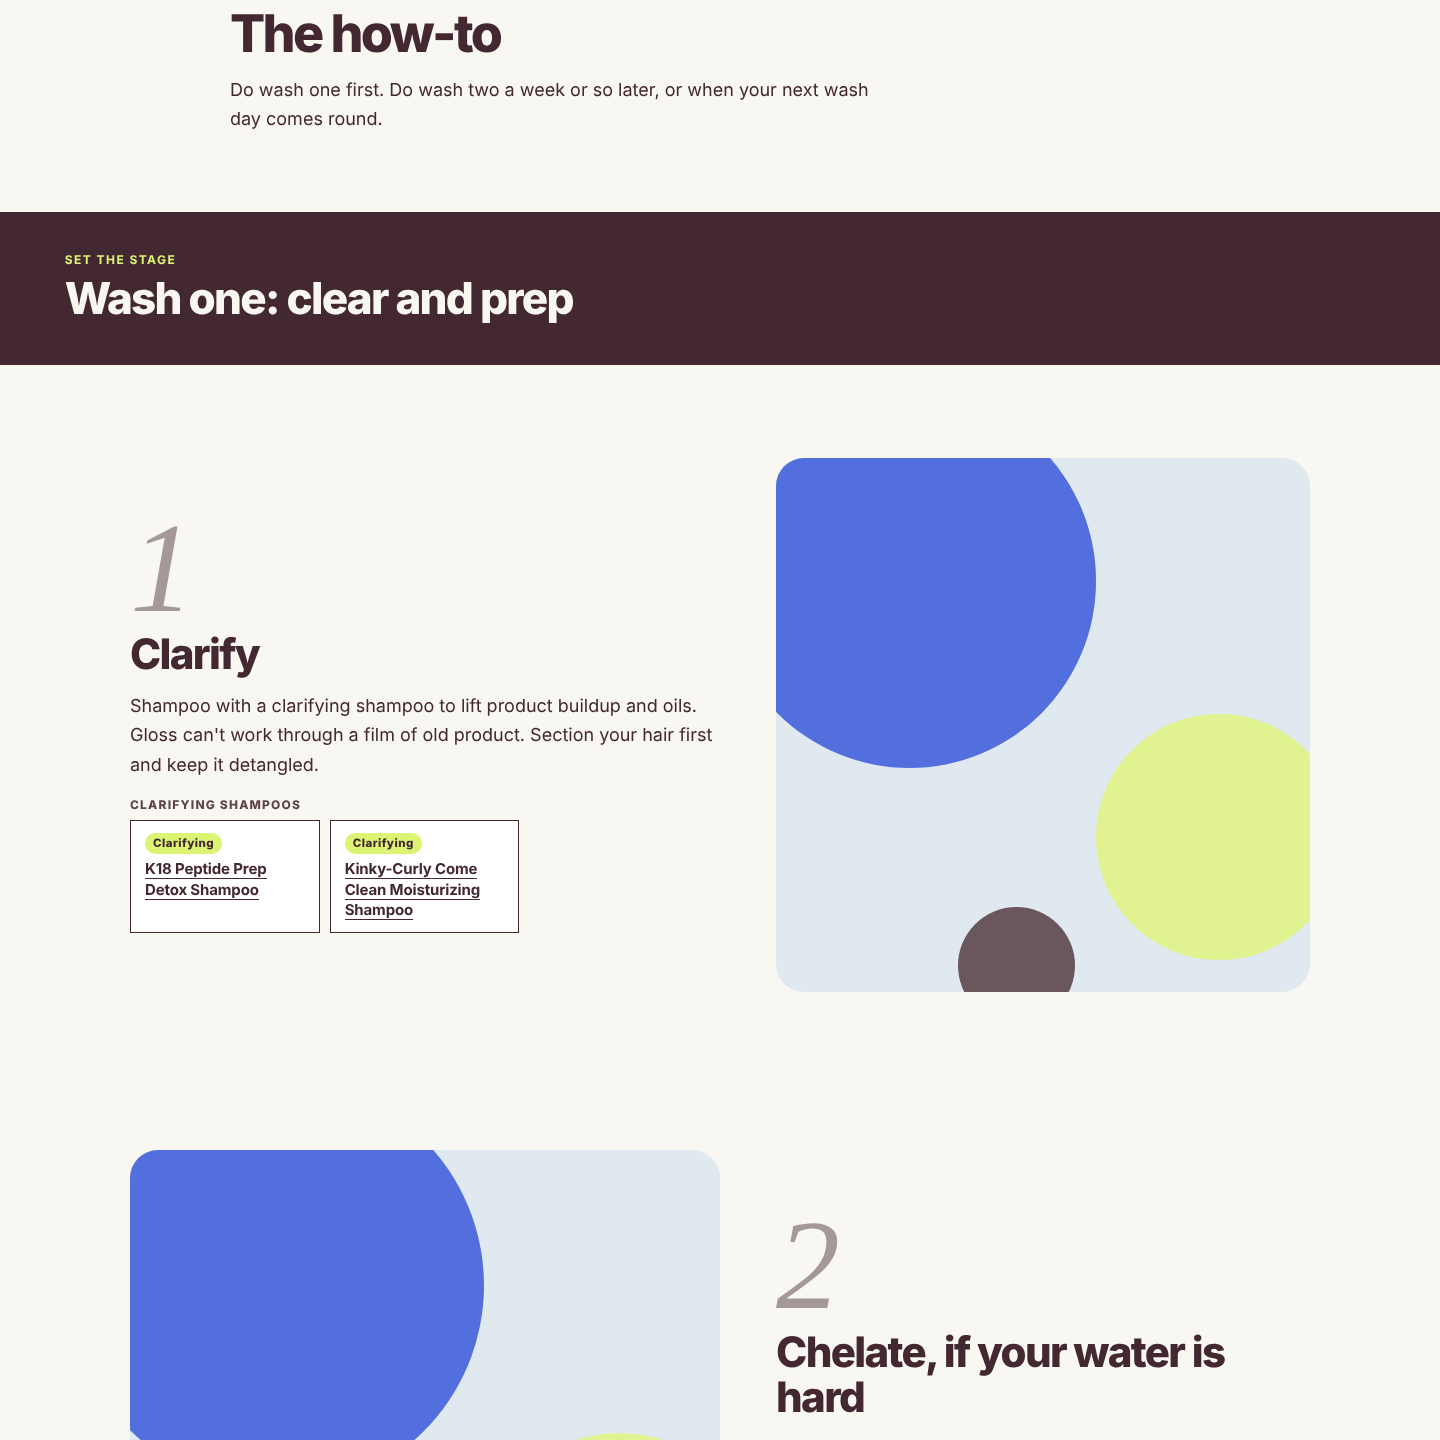 The how-to
Do wash one first. Do wash two a week or so later, or when your next wash
day comes round.
SET THE STAGE
Wash one: clear and prep
1
Clarify
Shampoo with a clarifying shampoo to lift product buildup and oils.
Gloss can't work through a film of old product. Section your hair first
and keep it detangled.
CLARIFYING SHAMPOOS
Clarifying
K18 Peptide Prep
Detox Shampoo
Clarifying
Kinky-Curly Come
Clean Moisturizing
Shampoo
2
Chelate, if your water is
hard